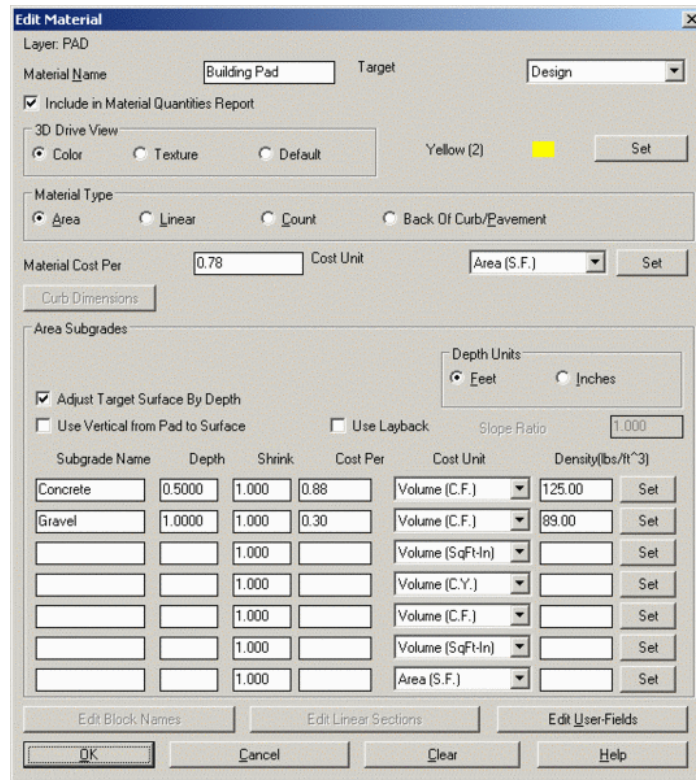 Edit Material
Layer: PAD
Material Name Building Pad Target Design
Include in Material Quantities Report
3D Drive View
Color Texture Default Yellow (2) Set
Material Type
Area Linear Count Back Of Curb/Pavement
Material Cost Per 0.78 Cost Unit Area (S.F.) Set
Curb Dimensions
Area Subgrades
Depth Units
Feet Inches
Adjust Target Surface By Depth
Use Vertical from Pad to Surface Use Layback Slope Ratio 1.000
Subgrade Name Depth Shrink Cost Per Cost Unit Density(lbs/ft^3)
Concrete 0.5000 1.000 0.88 Volume (C.F.) 125.00 Set
Gravel 1.0000 1.000 0.30 Volume (C.F.) 89.00 Set
1.000 Volume (SqFt-In) Set
1.000 Volume (C.Y.) Set
1.000 Volume (C.F.) Set
1.000 Volume (SqFt-In) Set
1.000 Area (S.F.) Set
Edit Block Names Edit Linear Sections Edit User-Fields
OK Cancel Clear Help